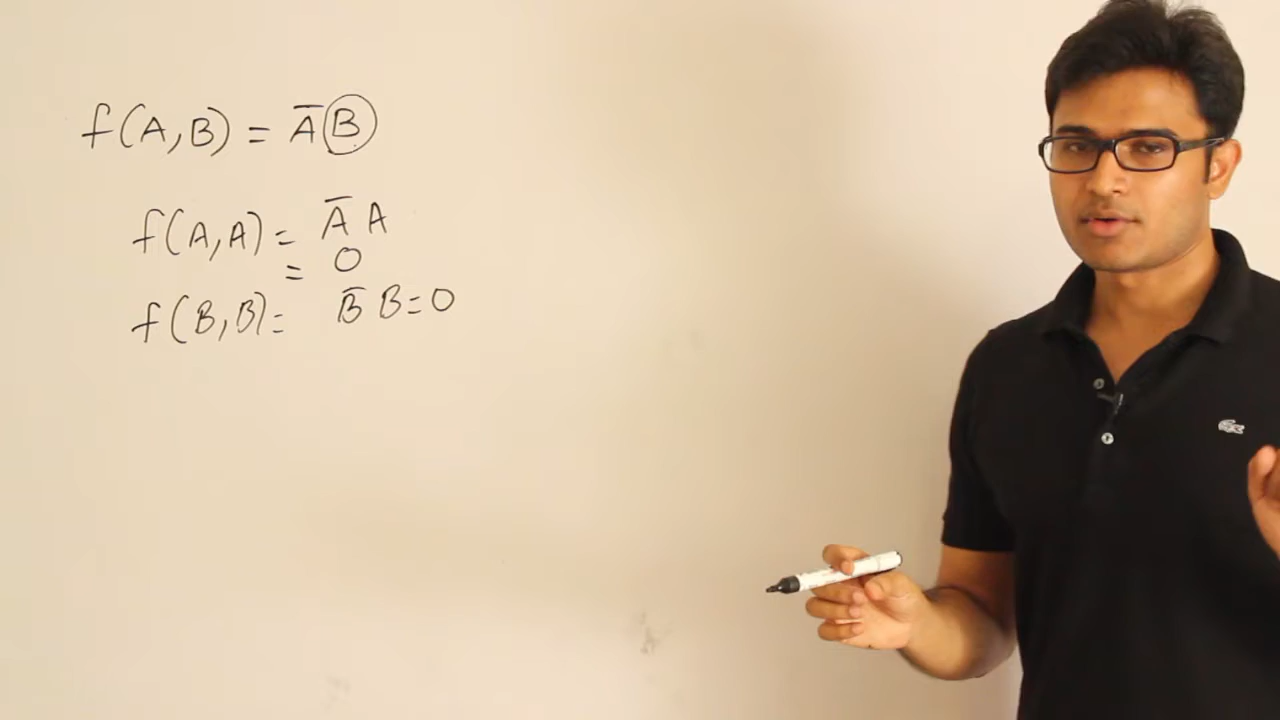 f(A,B) = A̅ B
f(A,A) = A̅ A
= 0
f(B,B) = B̅ B = 0